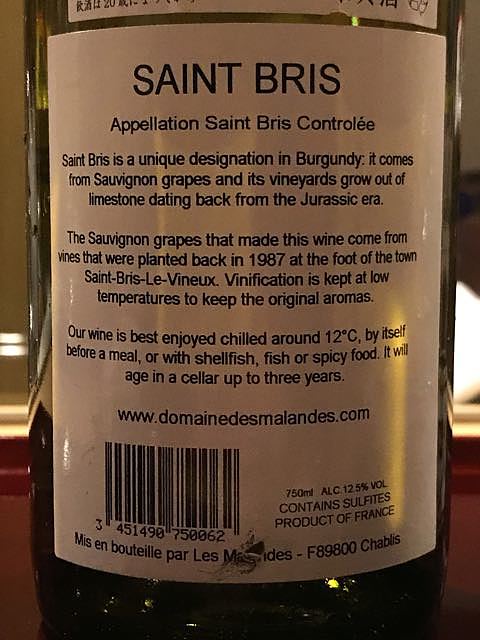 SAINT BRIS
Appellation Saint Bris Controlée
Saint Bris is a unique designation in Burgundy: it comes
from Sauvignon grapes and its vineyards grow out of
limestone dating back from the Jurassic era.
The Sauvignon grapes that made this wine come from
vines that were planted back in 1987 at the foot of the town
Saint-Bris-Le-Vineux. Vinification is kept at low
temperatures to keep the original aromas.
Our wine is best enjoyed chilled around 12°C, by itself
before a meal, or with shellfish, fish or spicy food. It will
age in a cellar up to three years.
www.domainedesmalandes.com
750ml ALC.12.5% VOL
CONTAINS SULFITES
PRODUCT OF FRANCE
3 451490 750062
Mis en bouteille par Les - F89800 Chablis